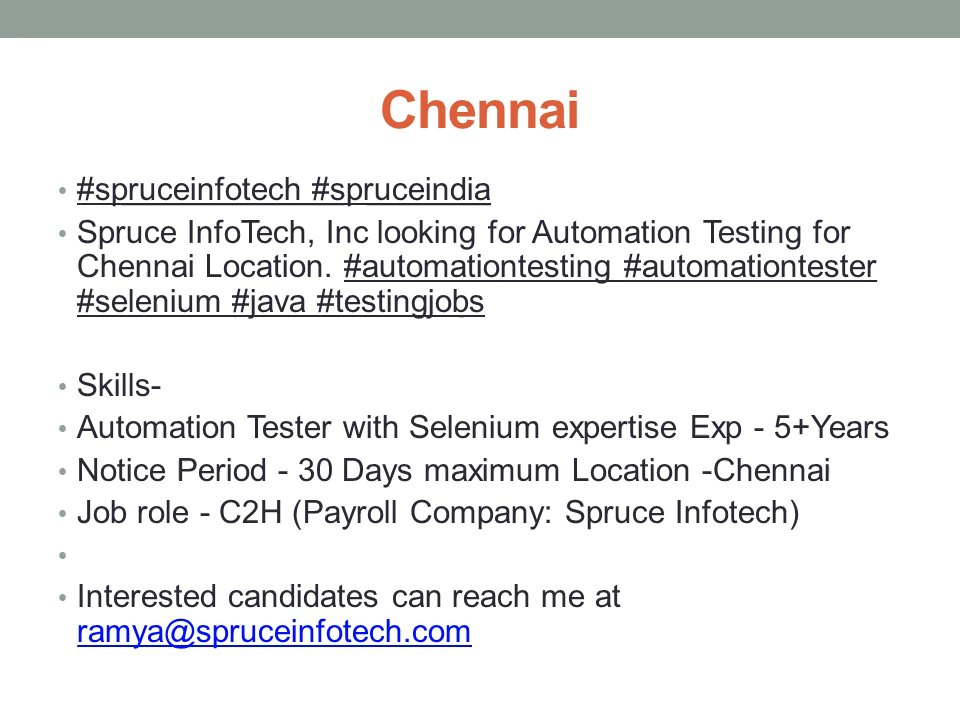 Chennai
#spruceinfotech #spruceindia
Spruce InfoTech, Inc looking for Automation Testing for
Chennai Location. #automationtesting #automationtester
#selenium #java #testingjobs
Skills-
Automation Tester with Selenium expertise Exp - 5+Years
Notice Period - 30 Days maximum Location -Chennai
Job role - C2H (Payroll Company: Spruce Infotech)
Interested candidates can reach me at
ramya@spruceinfotech.com